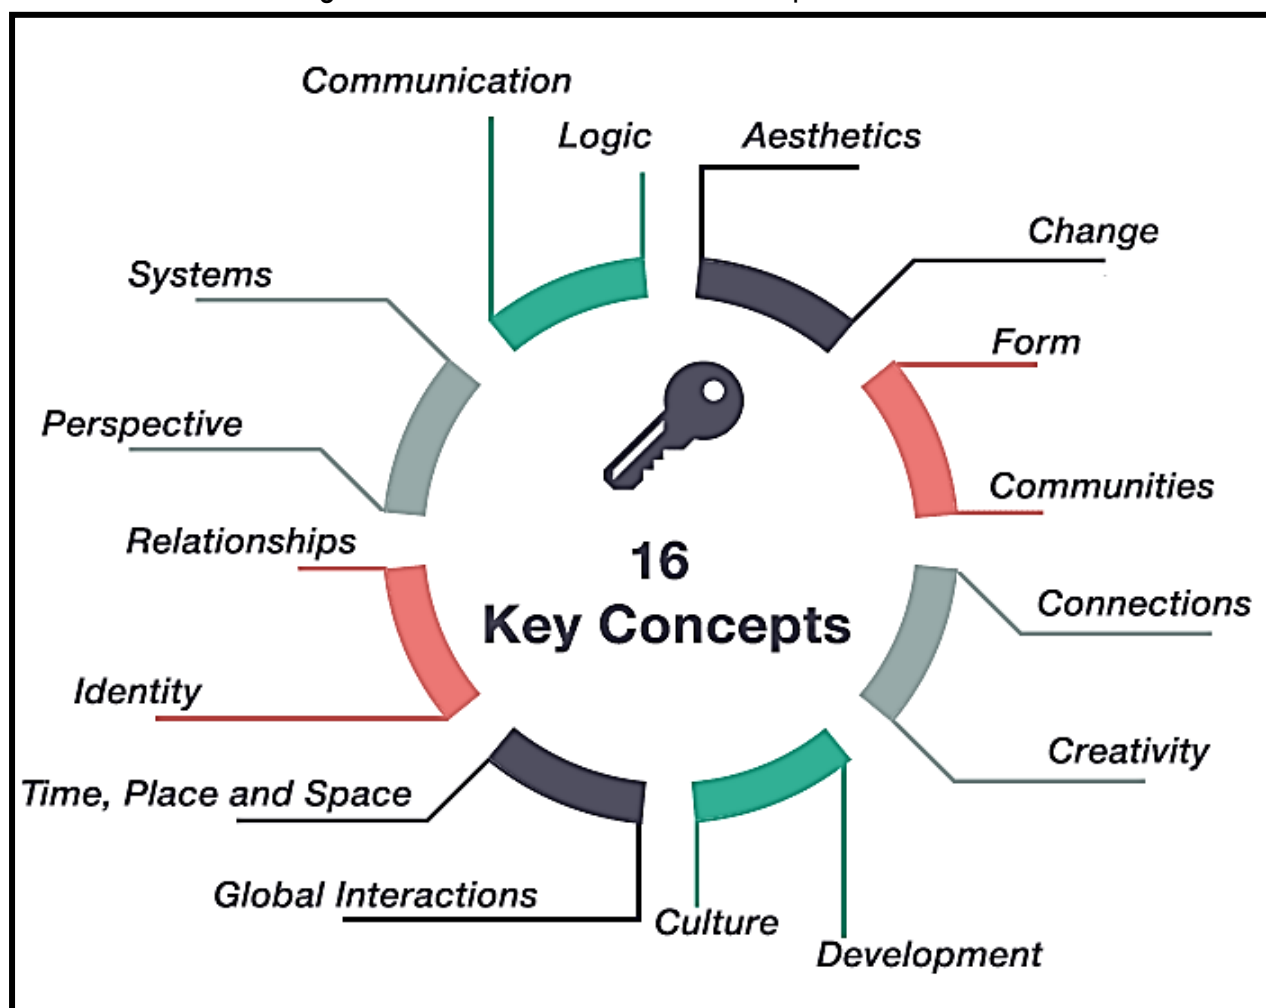 Communication
Logic
Aesthetics
Change
Systems
Form
Perspective
Communities
Relationships
16
Key Concepts
Connections
Identity
Creativity
Time, Place and Space
Global Interactions
Culture
Development